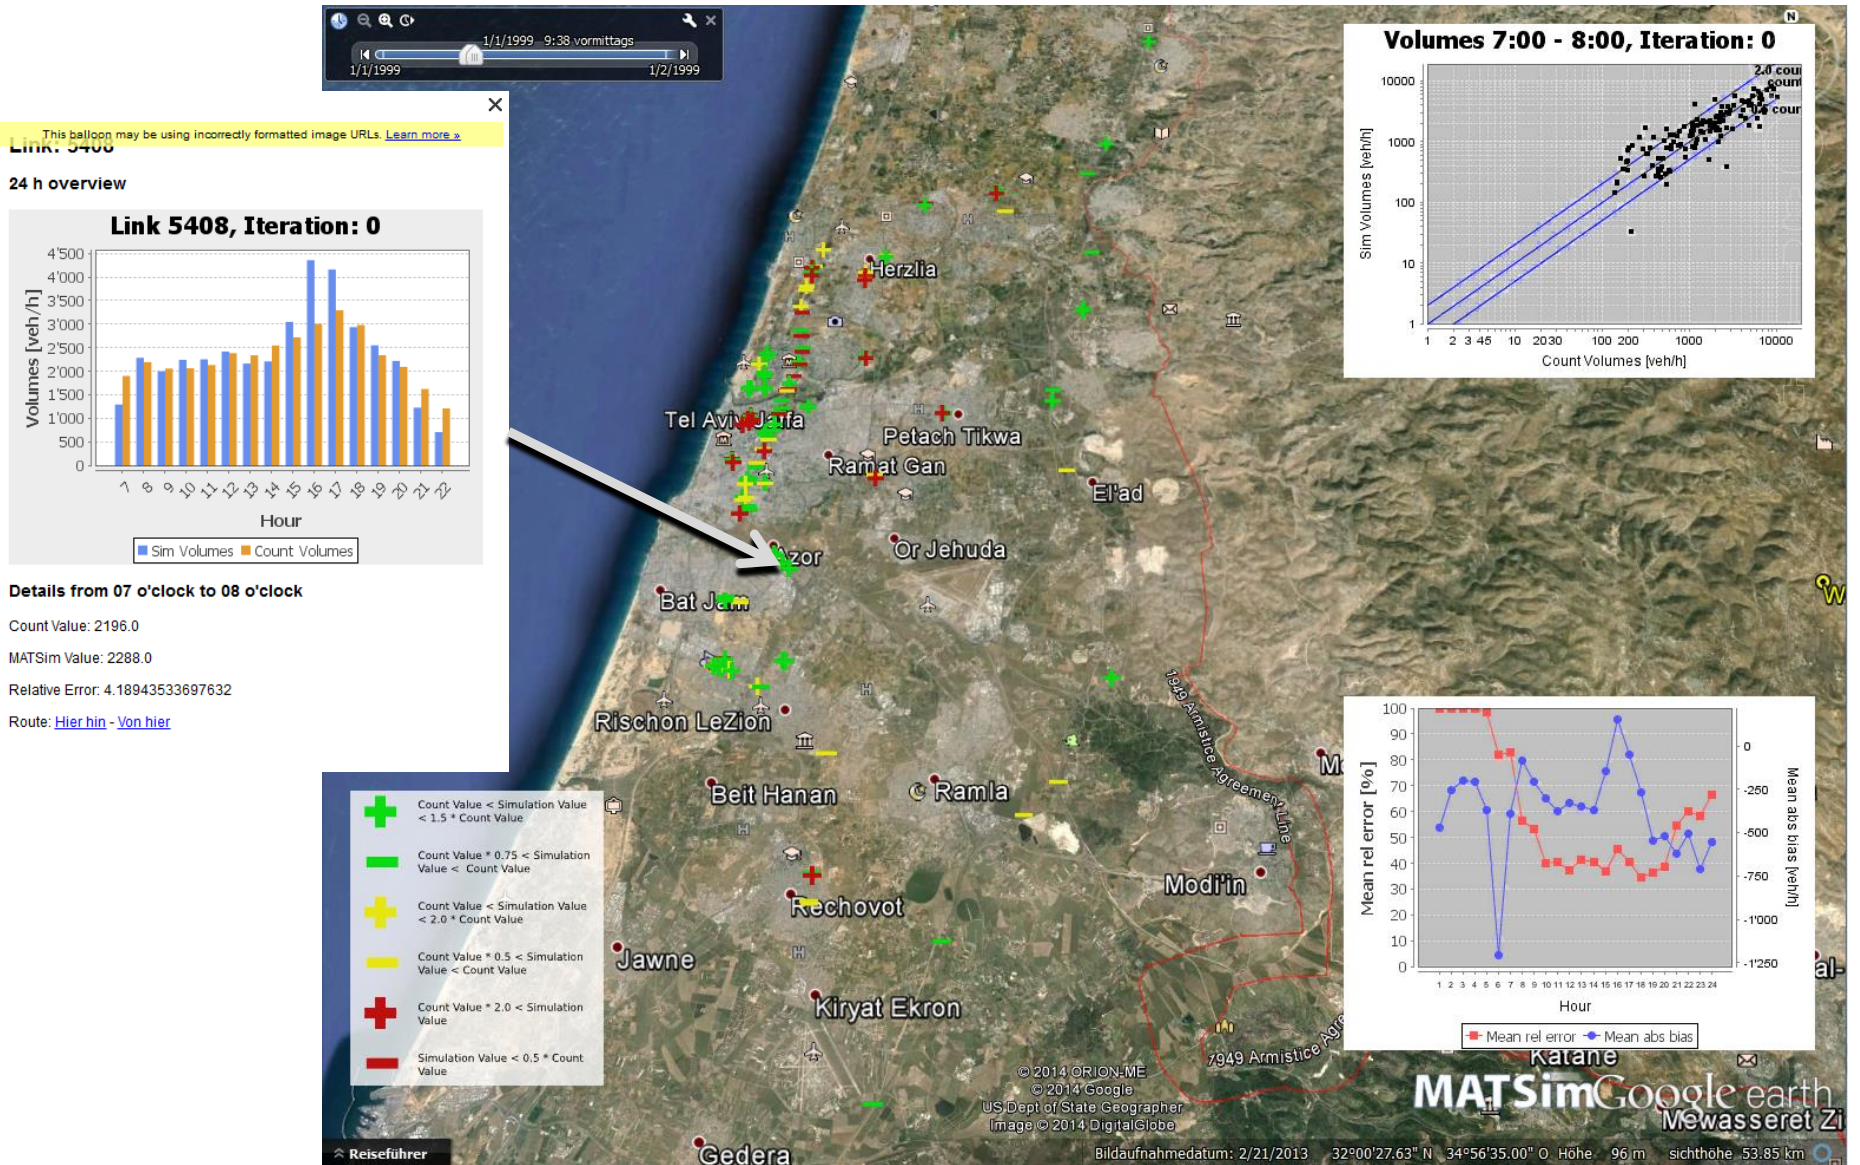 1/1/1999 9:38 vormittags
1/1/1999
1/2/1999
This balloon may be using incorrectly formatted image URLs. Learn more »
Link: 5408
24 h overview
Link 5408, Iteration: 0
Volumes [veh/h]
4'500
4'000
3'500
3'000
2'500
2'000
1'500
1'000
500
0
7 8 9 10 11 12 13 14 15 16 17 18 19 20 21 22
Hour
Sim Volumes Count Volumes
Details from 07 o'clock to 08 o'clock
Count Value: 2196.0
MATSim Value: 2288.0
Relative Error: 4.18943533697632
Route: Hier hin - Von hier
Count Value < Simulation Value
< 1.5 * Count Value
Count Value * 0.75 < Simulation
Value < Count Value
Count Value < Simulation Value
< 2.0 * Count Value
Count Value * 0.5 < Simulation
Value < Count Value
Count Value * 2.0 < Simulation
Value
Simulation Value < 0.5 * Count
Value
Reiseführer
Herzlia
Tel Aviv Jaffa
Petach Tikwa
Ramat Gan
El'ad
Azor
Or Jehuda
Bat Jam
Rischon LeZion
Beit Hanan
Ramla
Modi'in
Rechovot
Jawne
Kiryat Ekron
Gedera
1949 Armistice Agreement Line
1949 Armistice Agre
N
Volumes 7:00 - 8:00, Iteration: 0
Sim Volumes [veh/h]
10000
1000
100
10
1
2.0 coun
count
coun
1 2 3 45 10 20 30 100 200 1000 10000
Count Volumes [veh/h]
W
M
al-
Mean rel error [%]
100
90
80
70
60
50
40
30
20
10
0
0
-250
-500
-750
-1'000
-1'250
Mean abs bias [veh/h]
1 2 3 4 5 6 7 8 9 10 11 12 13 14 15 16 17 18 19 20 21 22 23 24
Hour
Mean rel error Mean abs bias
Katane
MATSim Google earth
Mewasseret Zi
© 2014 ORION-ME
© 2014 Google
US Dept of State Geographer
Image © 2014 DigitalGlobe
Bildaufnahmedatum: 2/21/2013 32°00'27.63" N 34°56'35.00" O Höhe 96 m sichthöhe 53.85 km